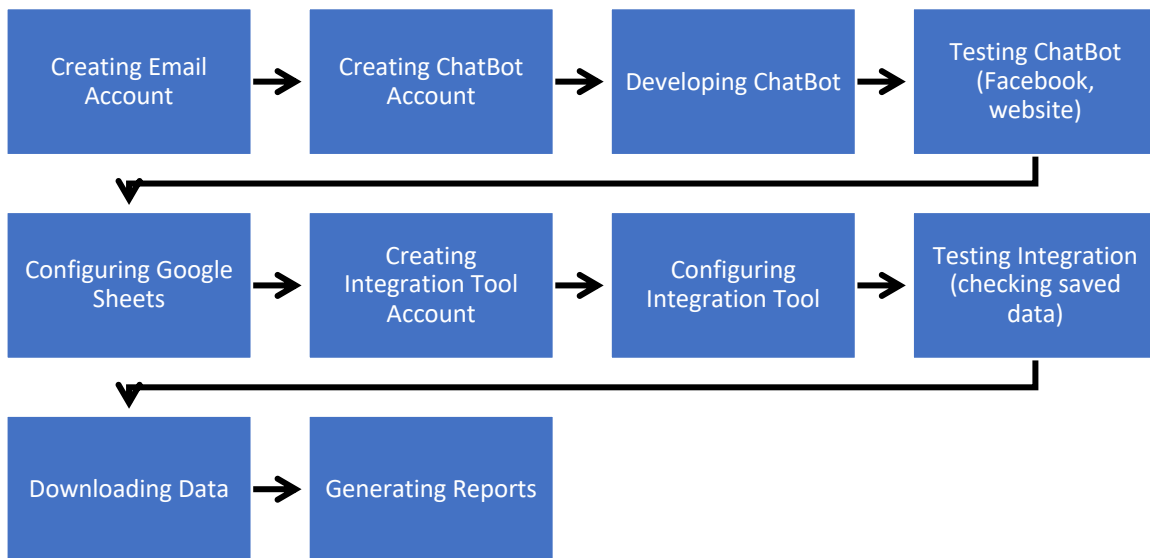 Creating Email
Account
Creating ChatBot
Account
Developing ChatBot
Testing ChatBot
(Facebook,
website)
Configuring Google
Sheets
Creating
Integration Tool
Account
Configuring
Integration Tool
Testing Integration
(checking saved
data)
Downloading Data
Generating Reports